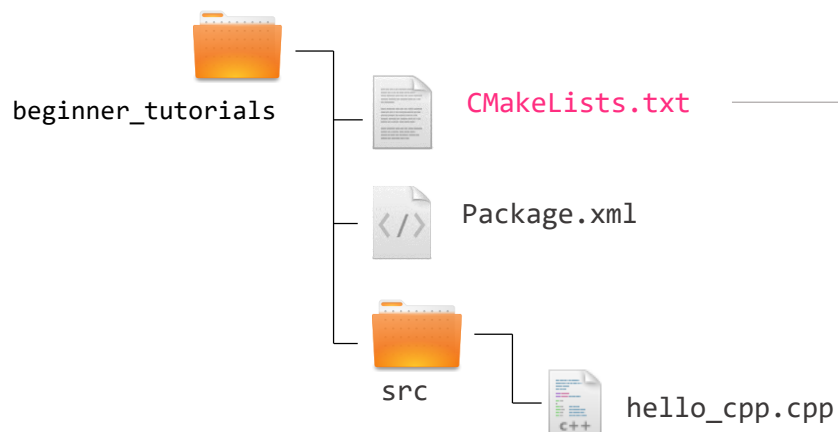 beginner_tutorials
CMakeLists.txt
</>
Package.xml
src
c++
hello_cpp.cpp